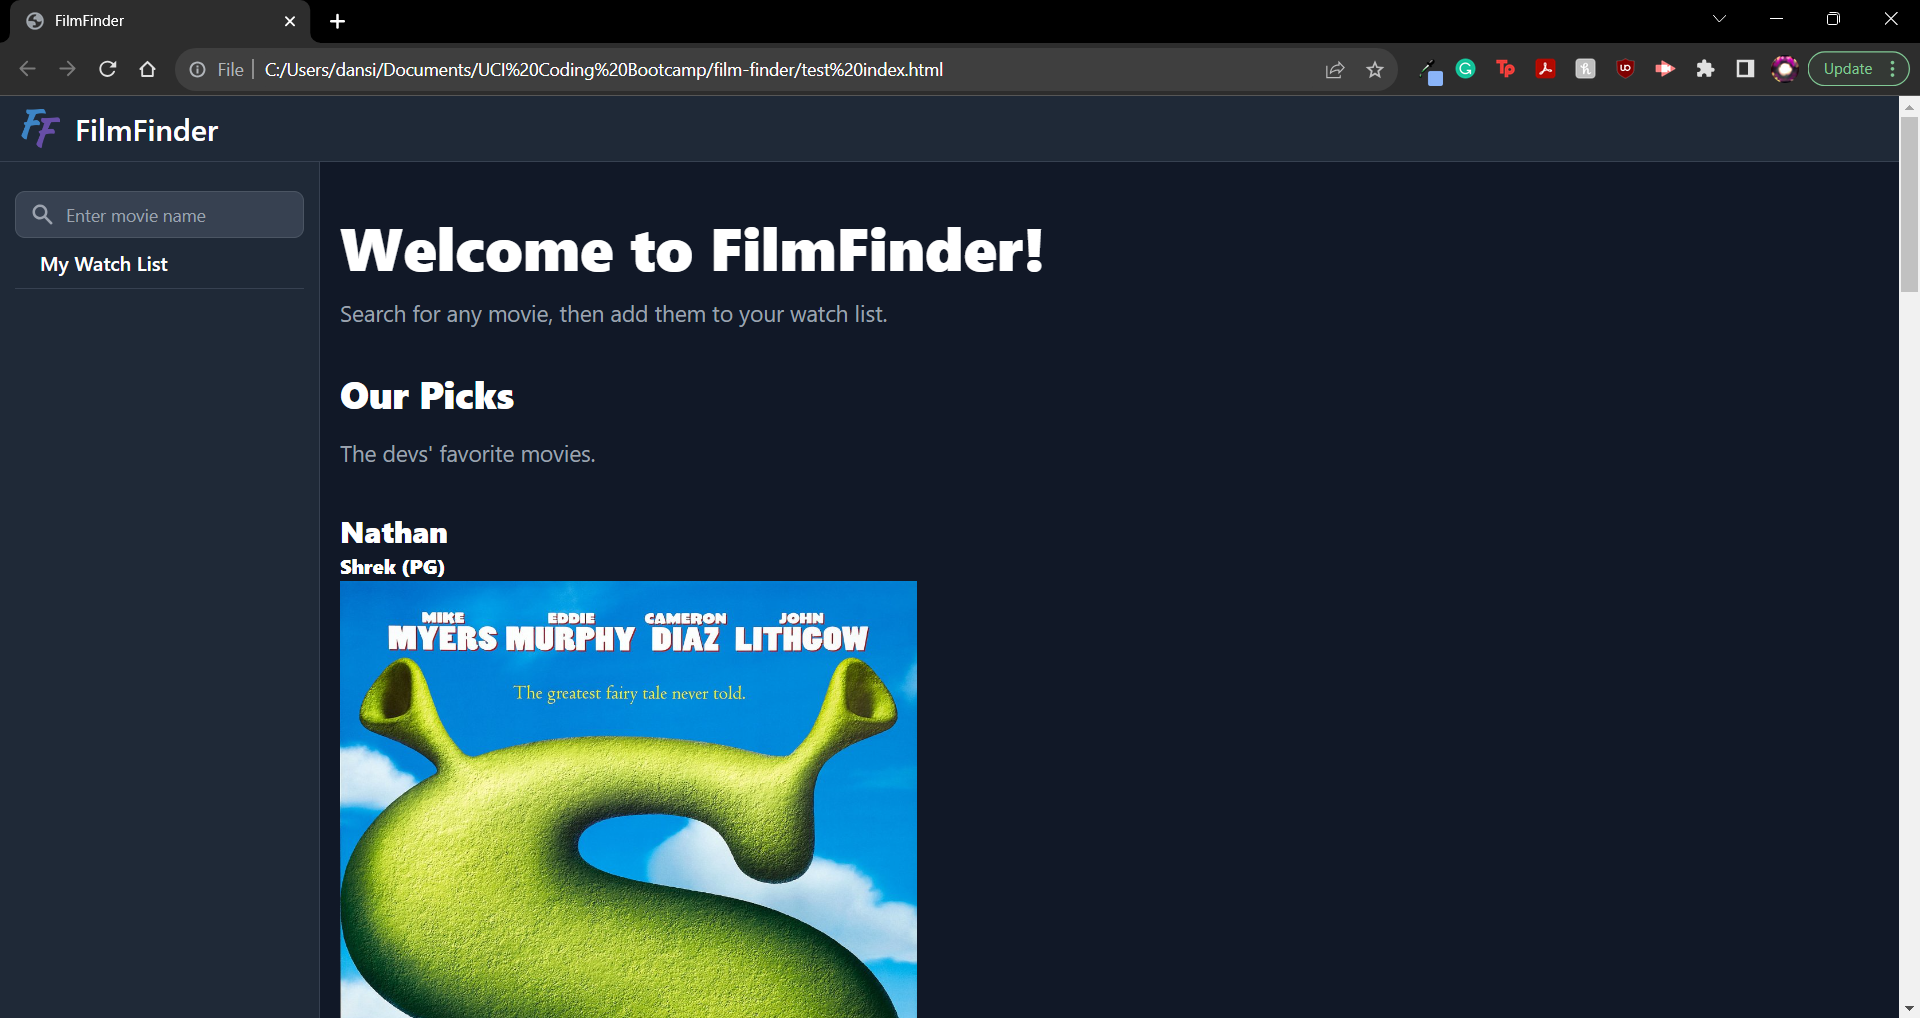 FilmFinder
File
C:/Users/dansi/Documents/UCI%20Coding%20Bootcamp/film-finder/test%20index.html
Update
FF FilmFinder
Enter movie name
My Watch List
Welcome to FilmFinder!
Search for any movie, then add them to your watch list.
Our Picks
The devs' favorite movies.
Nathan
Shrek (PG)
MIKE MYERS EDDIE MURPHY CAMERON DIAZ JOHN LITHGOW
The greatest fairy tale never told.